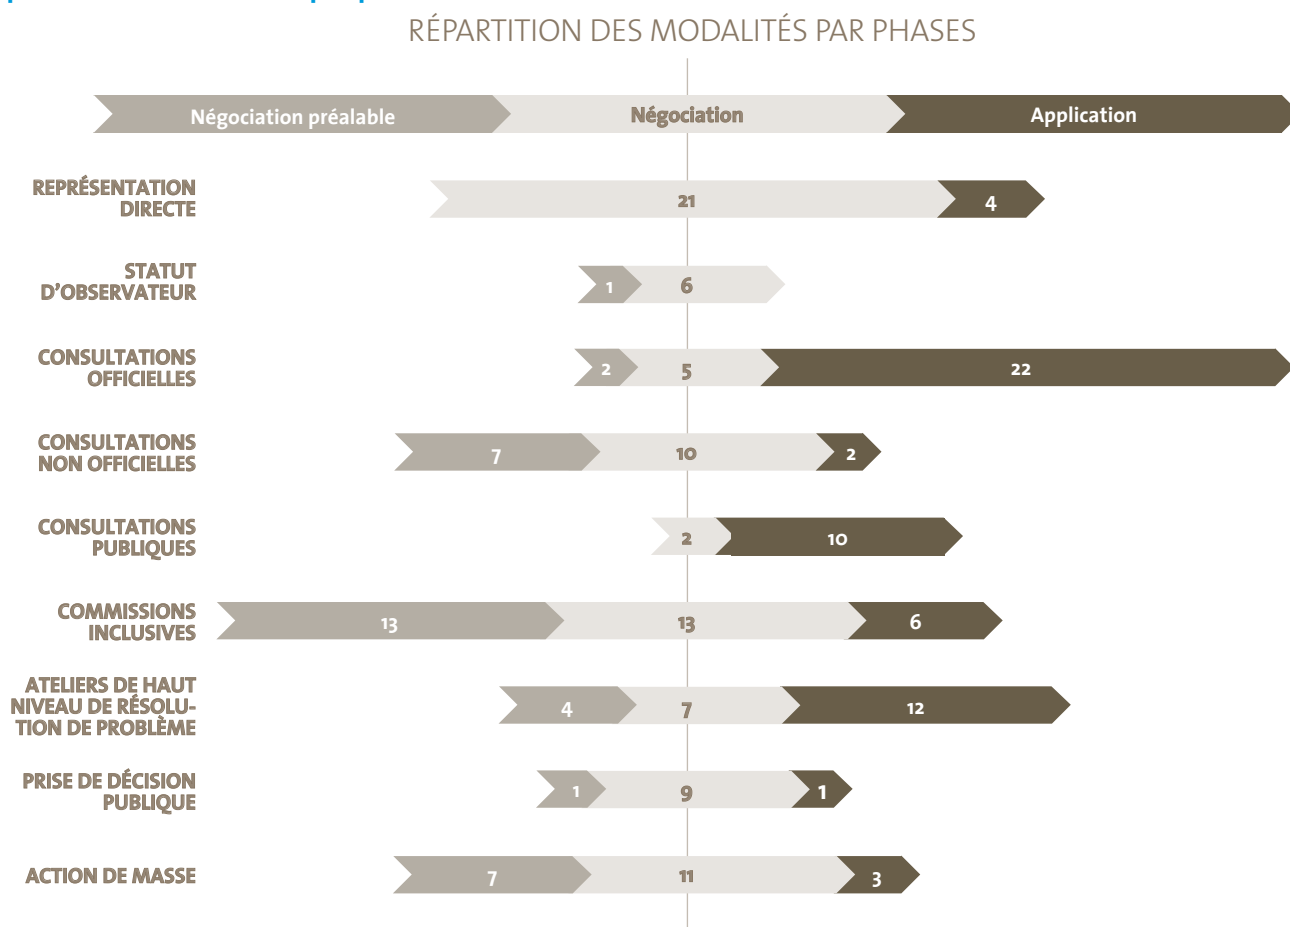 RÉPARTITION DES MODALITÉS PAR PHASES
Négociation préalable
Négociation
Application
REPRÉSENTATION
DIRECTE
21
4
STATUT
D'OBSERVATEUR
1
6
CONSULTATIONS
OFFICIELLES
2
5
22
CONSULTATIONS
NON OFFICIELLES
7
10
2
CONSULTATIONS
PUBLIQUES
2
10
COMMISSIONS
INCLUSIVES
13
13
6
ATELIERS DE HAUT
NIVEAU DE RÉSOLU-
TION DE PROBLÈME
4
7
12
PRISE DE DÉCISION
PUBLIQUE
1
9
1
ACTION DE MASSE
7
11
3